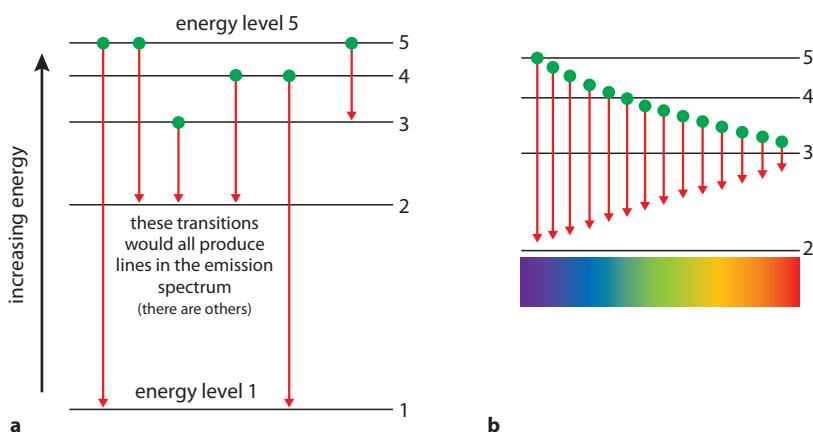 energy level 5
5
4
3
2
1
increasing energy
these transitions
would all produce
lines in the emission
spectrum
(there are others)
energy level 1
a
5
4
3
2
b